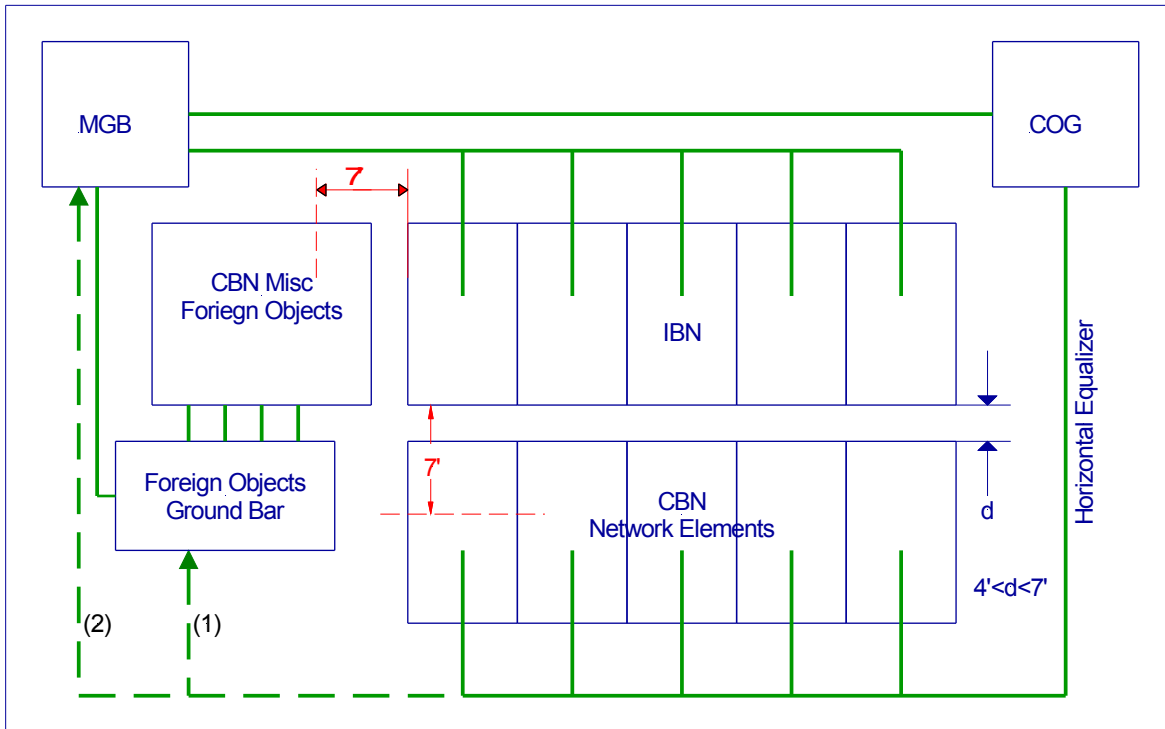 MGB
COG
7'
CBN Misc
Foriegn Objects
IBN
Horizontal Equalizer
7'
Foreign Objects
Ground Bar
CBN
Network Elements
d
4'<d<7'
(2)
(1)